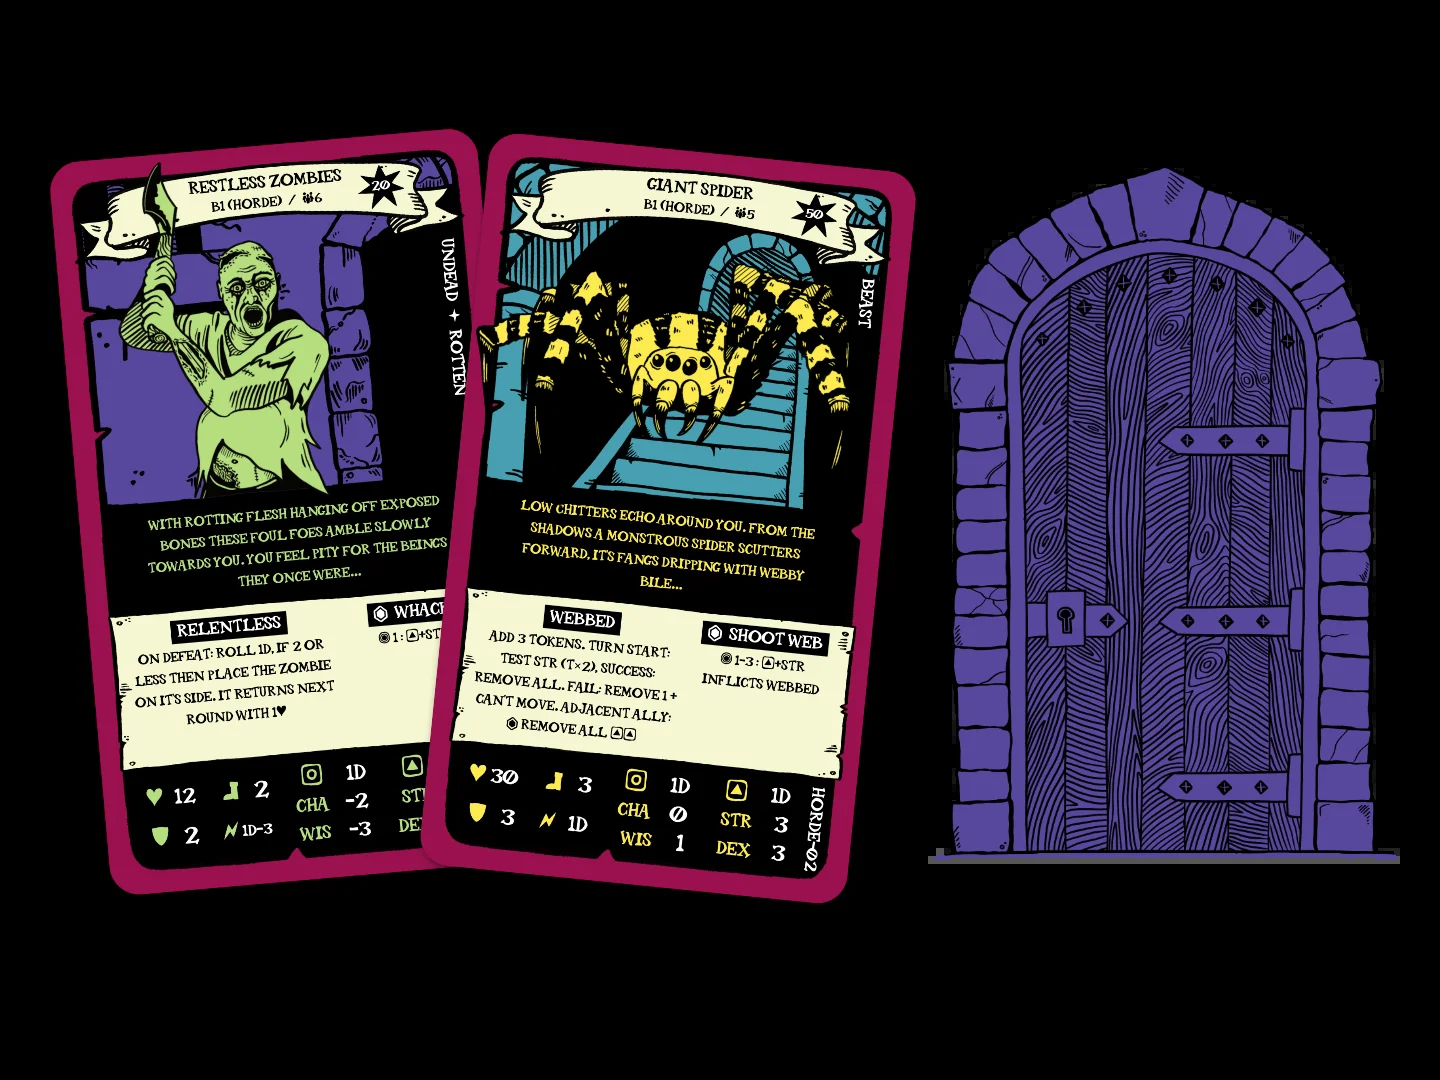 RESTLESS ZOMBIES
B1 (HORDE) / 6
20
UNDEAD ✦ ROTTEN
WITH ROTTING FLESH HANGING OFF EXPOSED
BONES THESE FOUL FOES AMBLE SLOWLY
TOWARDS YOU. YOU FEEL PITY FOR THE BEINGS
THEY ONCE WERE...
RELENTLESS
ON DEFEAT: ROLL 1D, IF 2 OR
LESS THEN PLACE THE ZOMBIE
ON IT'S SIDE. IT RETURNS NEXT
ROUND WITH 1♥
1:
12
2
1D
CHA -2
2
1D-3
WIS -3
GIANT SPIDER
B1 (HORDE) / 5
50
BEAST
LOW CHITTERS ECHO AROUND YOU. FROM THE
SHADOWS A MONSTROUS SPIDER SCUTTERS
FORWARD. IT'S FANGS DRIPPING WITH WEBBY
BILE...
WEBBED
ADD 3 TOKENS. TURN START:
TEST STR (T×2), SUCCESS:
REMOVE ALL. FAIL: REMOVE 1 +
CAN'T MOVE. ADJACENT ALLY:
REMOVE ALL
SHOOT WEB
1-3: +STR
INFLICTS WEBBED
30
3
1D
1D
CHA 0
STR 3
3
1D
WIS 1
DEX 3
HORDE-02